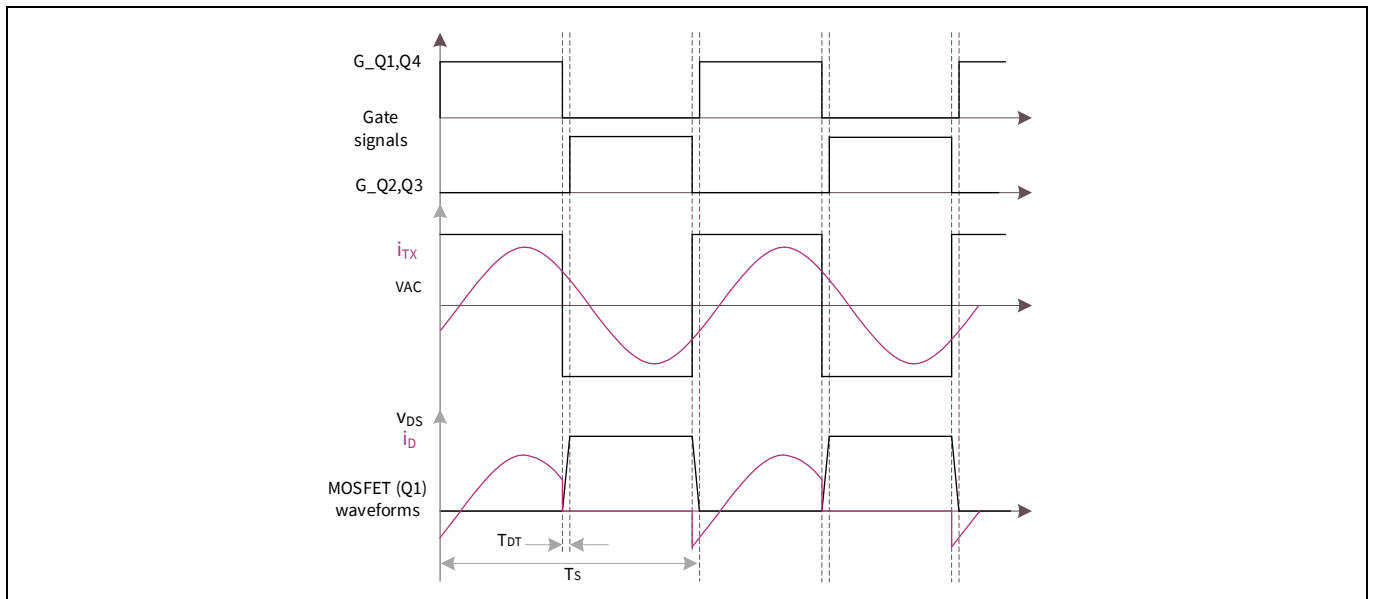 G_Q1,Q4
Gate
signals
G_Q2,Q3
iTX
VAC
VDS
iD
MOSFET (Q1)
waveforms
TDT
TS